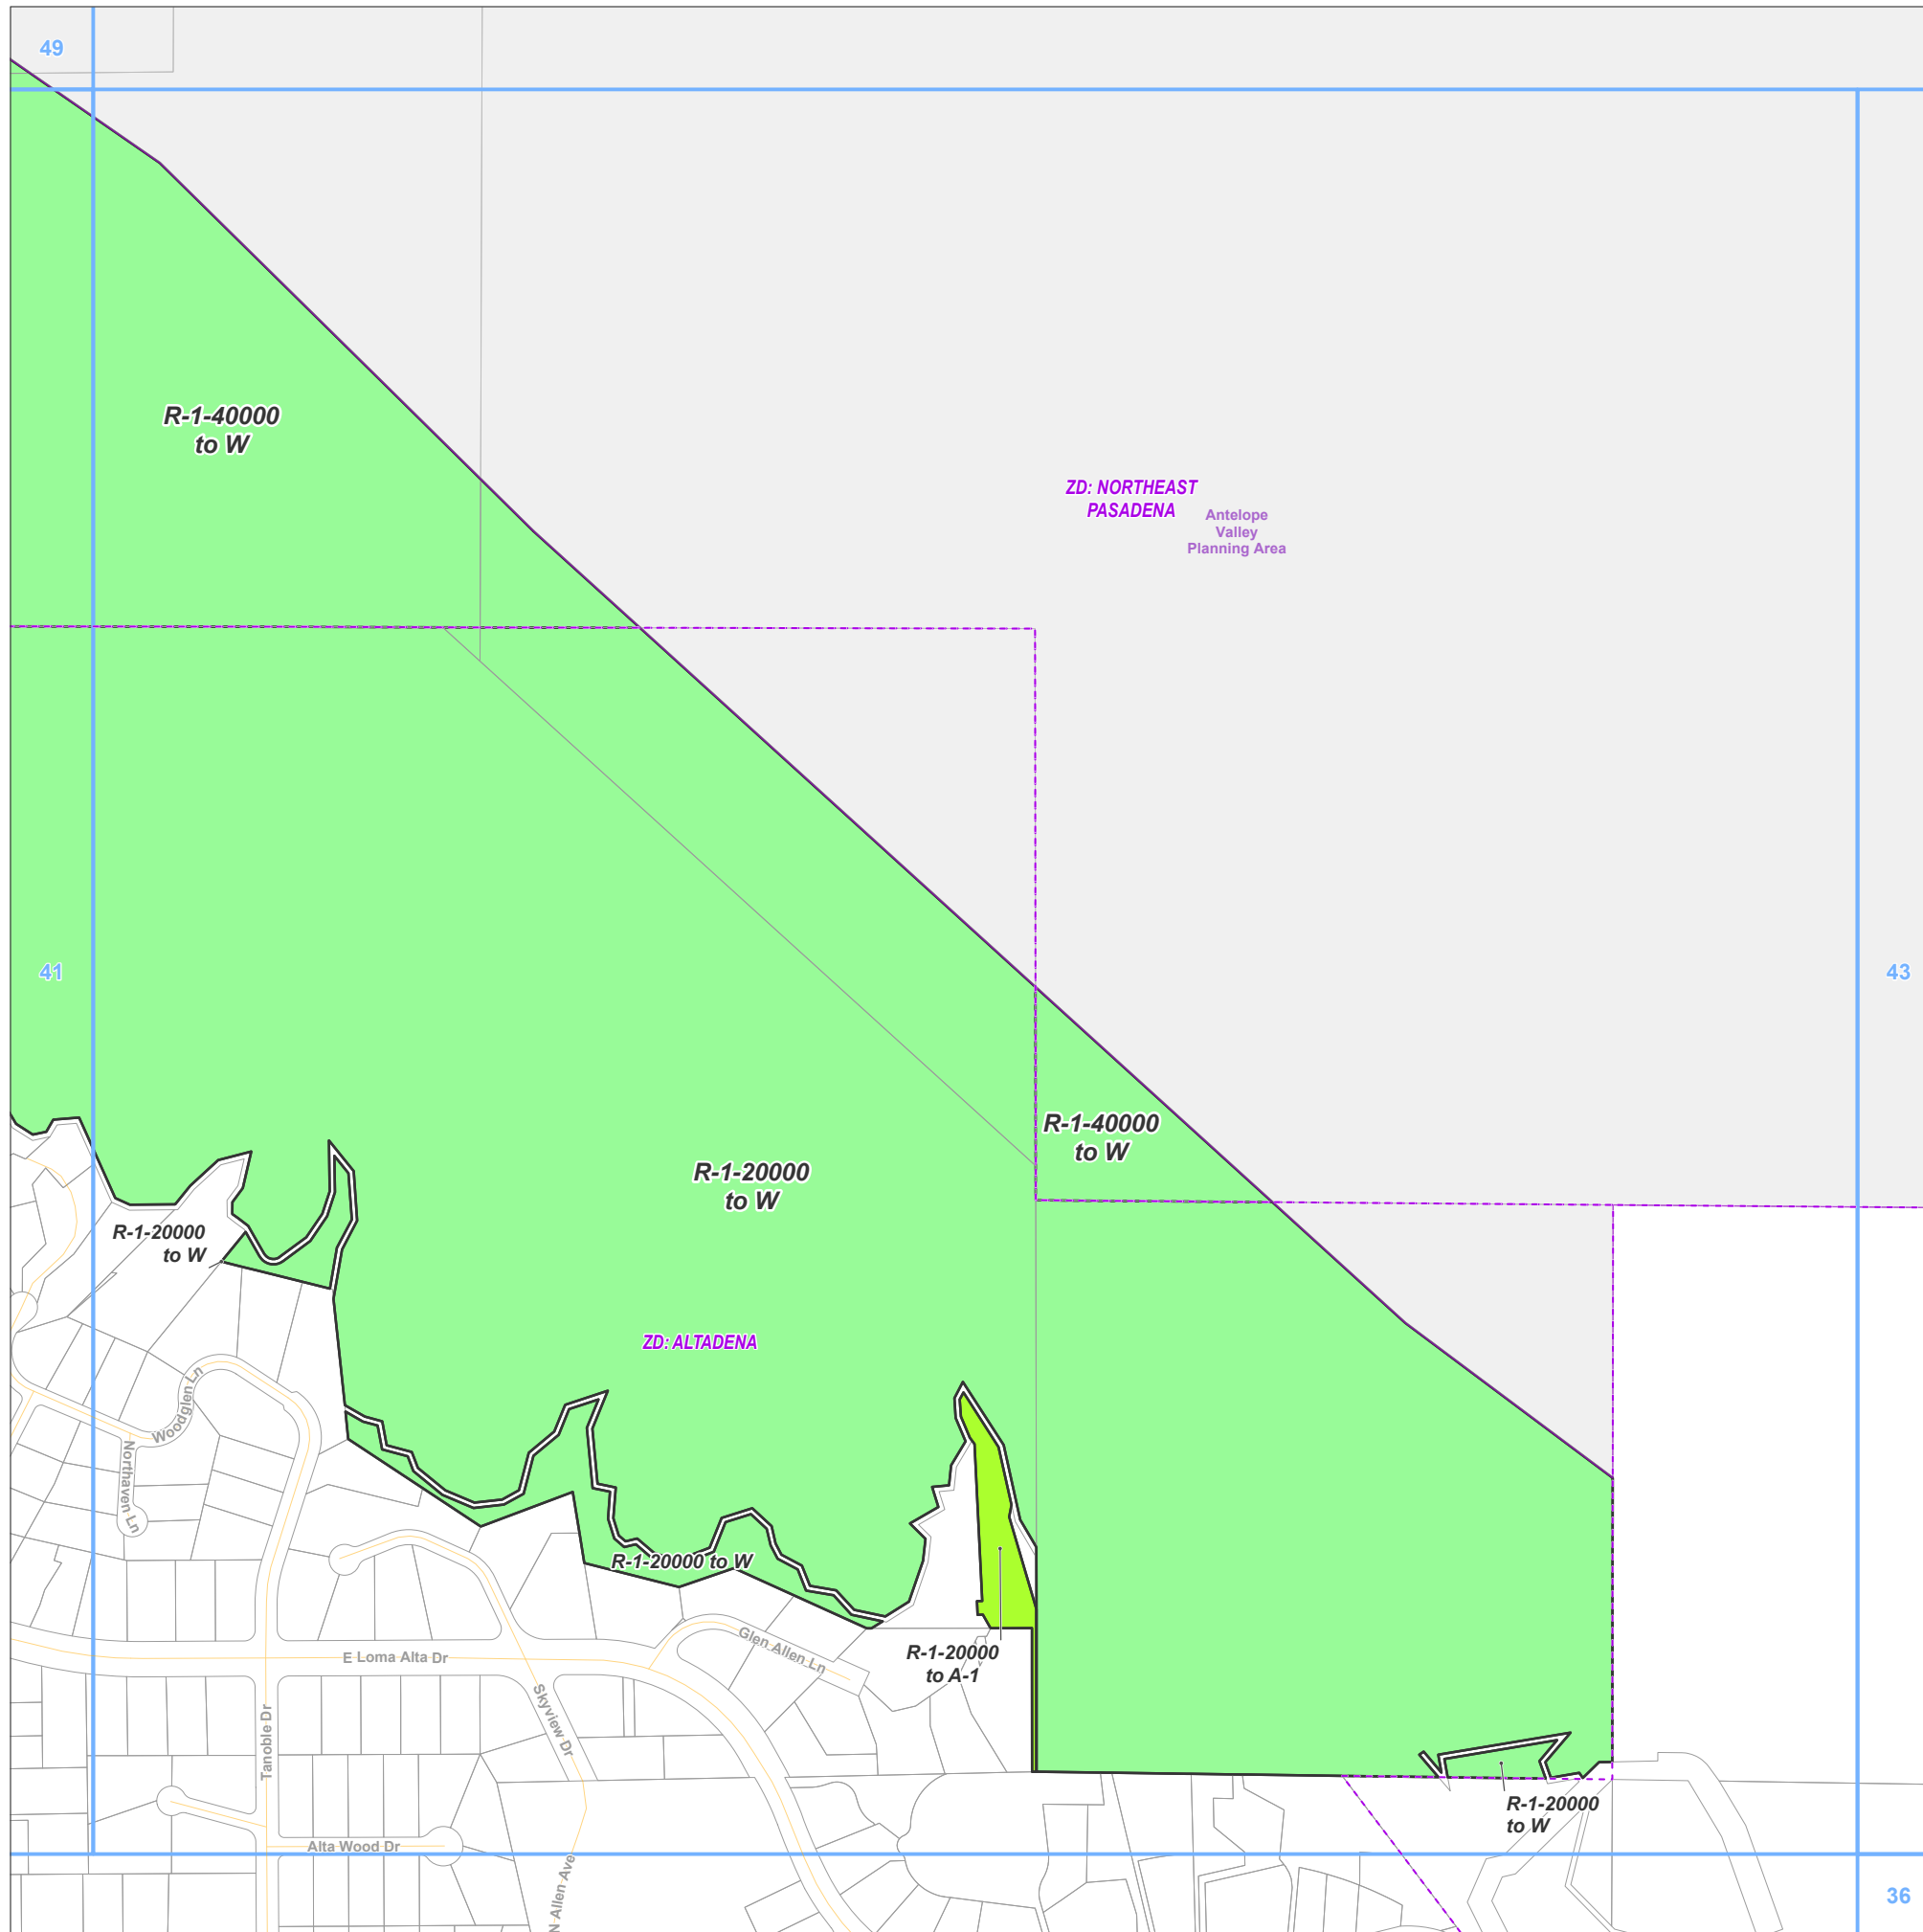 49
R-1-40000
to W
ZD: NORTHEAST
PASADENA
Antelope
Valley
Planning Area
41
43
R-1-40000
to W
R-1-20000
to W
R-1-20000
to W
ZD: ALTADENA
Woodglen Ln
Northaven Ln
R-1-20000 to W
Glen Allen Ln
R-1-20000
to A-1
E Loma Alta Dr
Skyview Dr
Tanoble Dr
R-1-20000
to W
Alta Wood Dr
N Allen Ave
36